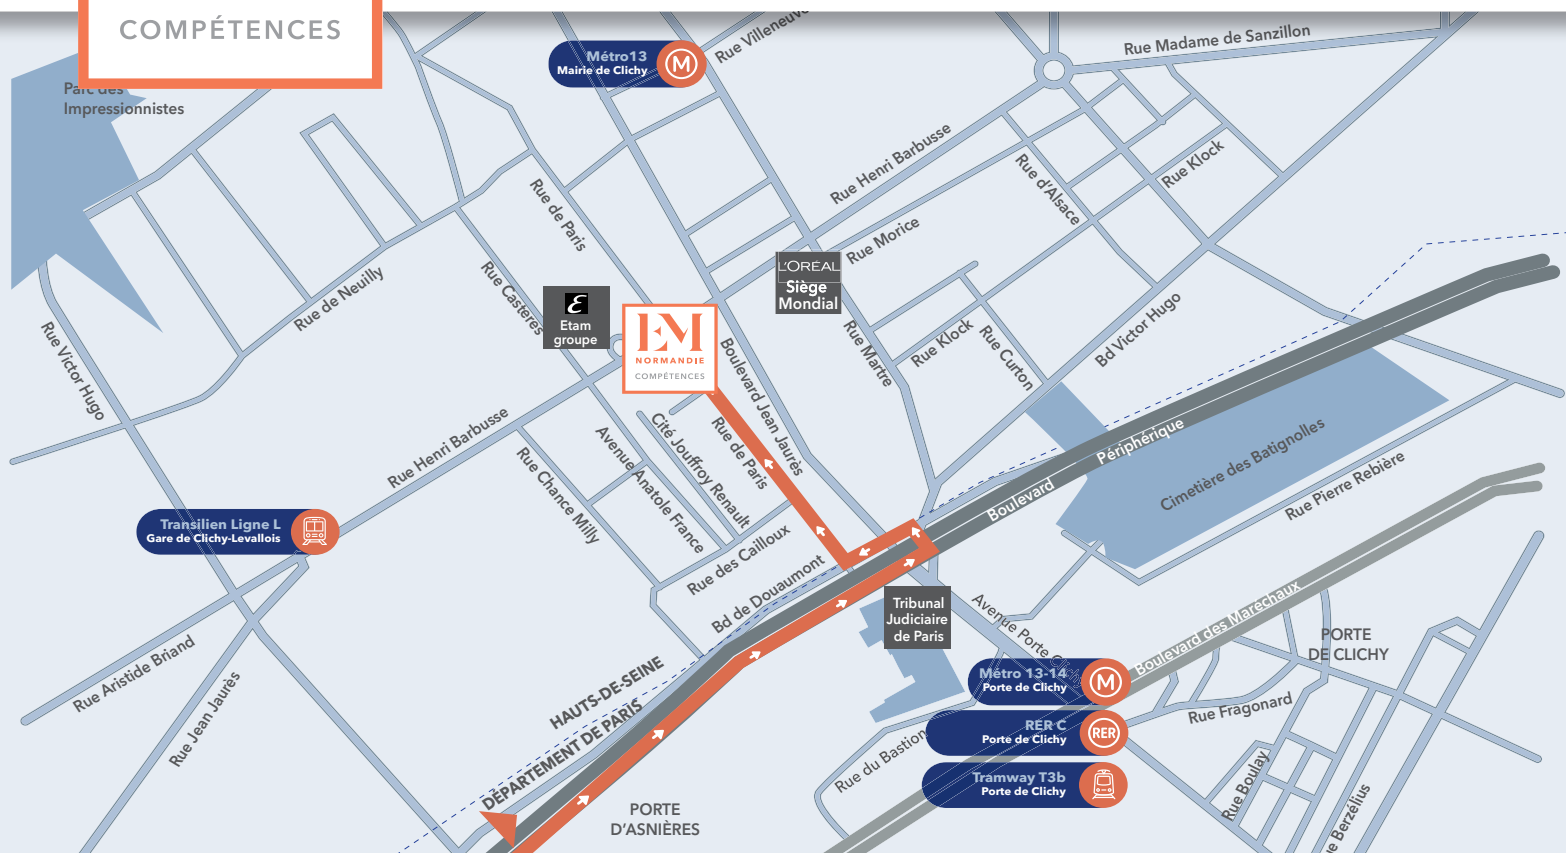 COMPÉTENCES
Parc des
Impressionnistes
Métro13
Mairie de Clichy
M
Rue Villeneuve
Rue Madame de Sanzillon
Rue Henri Barbusse
Rue d'Alsace
Rue Klock
Rue de Paris
Rue Morice
L'ORÉAL
Siège
Mondial
Rue de Neuilly
Rue Casteres
E
Etam
groupe
EM
NORMANDIE
COMPÉTENCES
Rue Victor Hugo
Boulevard Jean Jaurès
Rue Martre
Rue Klock
Rue Curton
Bd Victor Hugo
Rue Henri Barbusse
Rue Chance Milly
Avenue Anatole France
Cité Jouffroy Renault
Rue de Paris
Boulevard
Périphérique
Cimetière des Batignolles
Rue Pierre Rebière
Transilien Ligne L
Gare de Clichy-Levallois
Rue des Cailloux
Bd de Douaumont
Tribunal
Judiciaire
de Paris
Avenue Porte Clichy
Boulevard des Maréchaux
PORTE
DE CLICHY
Rue Aristide Briand
Rue Jean Jaurès
HAUTS-DE-SEINE
DÉPARTEMENT DE PARIS
Métro 13-14
Porte de Clichy
M
RER C
Porte de Clichy
RER
Tramway T3b
Porte de Clichy
Rue Fragonard
Rue du Bastion
Rue Boulay
Berzélius
PORTE
D'ASNIÈRES